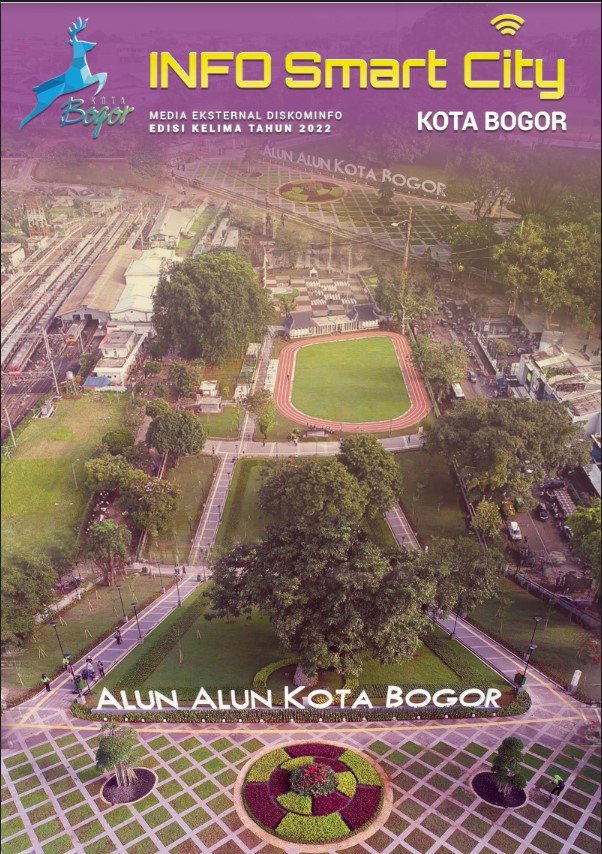 INFO Smart City
KOTA
Bogor
MEDIA EKSTERNAL DISKOMINFO
EDISI KELIMA TAHUN 2022
KOTA BOGOR
ALUN ALUN KOTA BOGOR
ALUN ALUN KOTA BOGOR